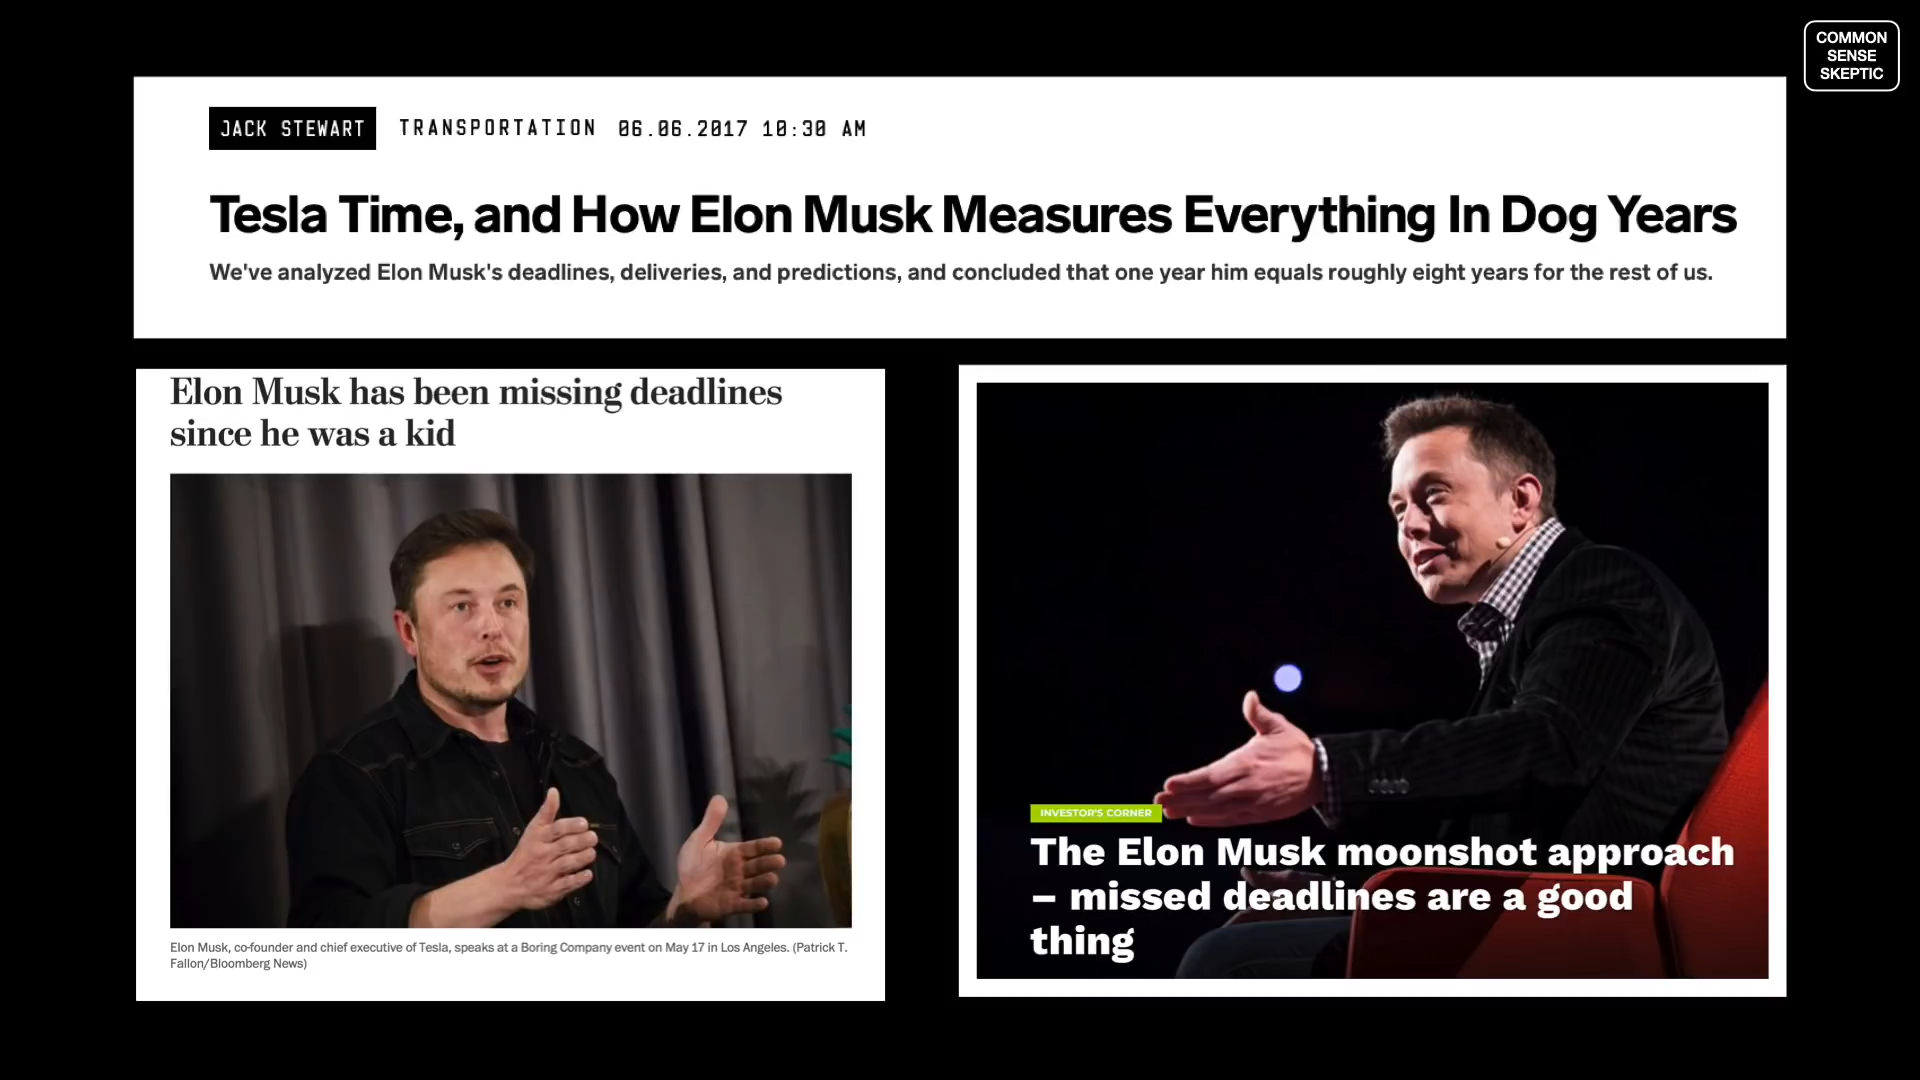 COMMON
SENSE
SKEPTIC
JACK STEWART TRANSPORTATION 06.06.2017 10:30 AM
Tesla Time, and How Elon Musk Measures Everything In Dog Years
We've analyzed Elon Musk's deadlines, deliveries, and predictions, and concluded that one year him equals roughly eight years for the rest of us.
Elon Musk has been missing deadlines
since he was a kid
Elon Musk, co-founder and chief executive of Tesla, speaks at a Boring Company event on May 17 in Los Angeles. (Patrick T.
Fallon/Bloomberg News)
INVESTOR'S CORNER
The Elon Musk moonshot approach
– missed deadlines are a good
thing